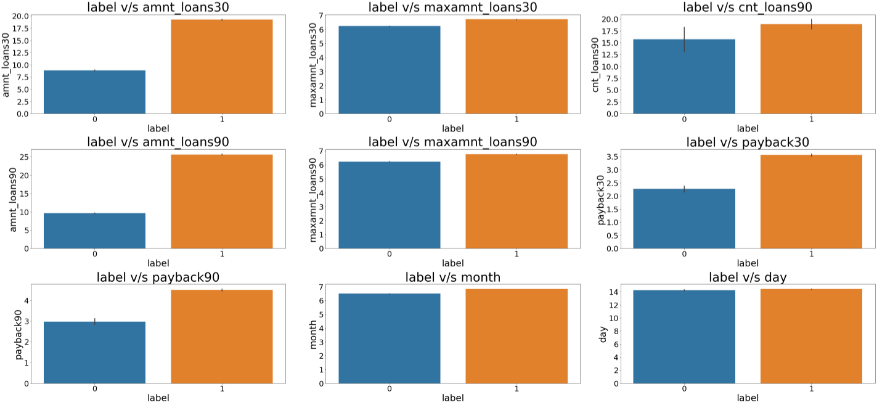 label v/s amnt_loans30
20.0
17.5
15.0
12.5
10.0
7.5
5.0
2.5
0.0
amnt_loans30
0 1
label
label v/s maxamnt_loans30
7
6
5
4
3
2
1
0
maxamnt_loans30
0 1
label
label v/s cnt_loans90
20.0
17.5
15.0
12.5
10.0
7.5
5.0
2.5
0.0
cnt_loans90
0 1
label
label v/s amnt_loans90
25
20
15
10
5
0
amnt_loans90
0 1
label
label v/s maxamnt_loans90
7
6
5
4
3
2
1
0
maxamnt_loans90
0 1
label
label v/s payback30
3.5
3.0
2.5
2.0
1.5
1.0
0.5
0.0
payback30
0 1
label
label v/s payback90
4
3
2
1
0
payback90
0 1
label
label v/s month
7
6
5
4
3
2
1
0
month
0 1
label
label v/s day
14
12
10
8
6
4
2
0
day
0 1
label